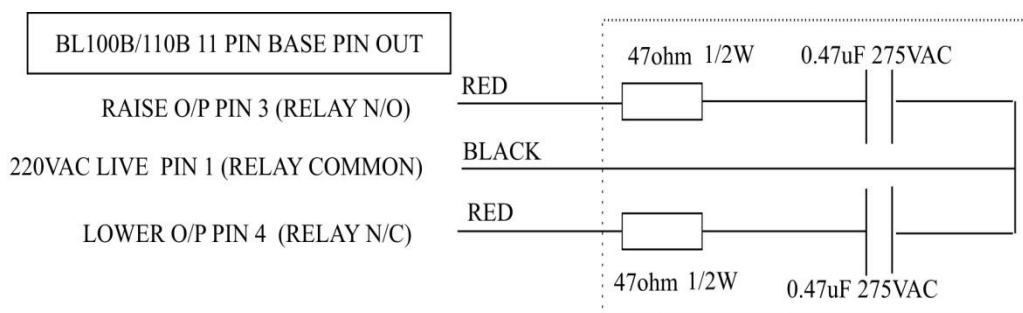 BL100B/110B 11 PIN BASE PIN OUT
47ohm 1/2W
0.47uF 275VAC
RED
RAISE O/P PIN 3 (RELAY N/O)
BLACK
220VAC LIVE PIN 1 (RELAY COMMON)
RED
LOWER O/P PIN 4 (RELAY N/C)
47ohm 1/2W
0.47uF 275VAC